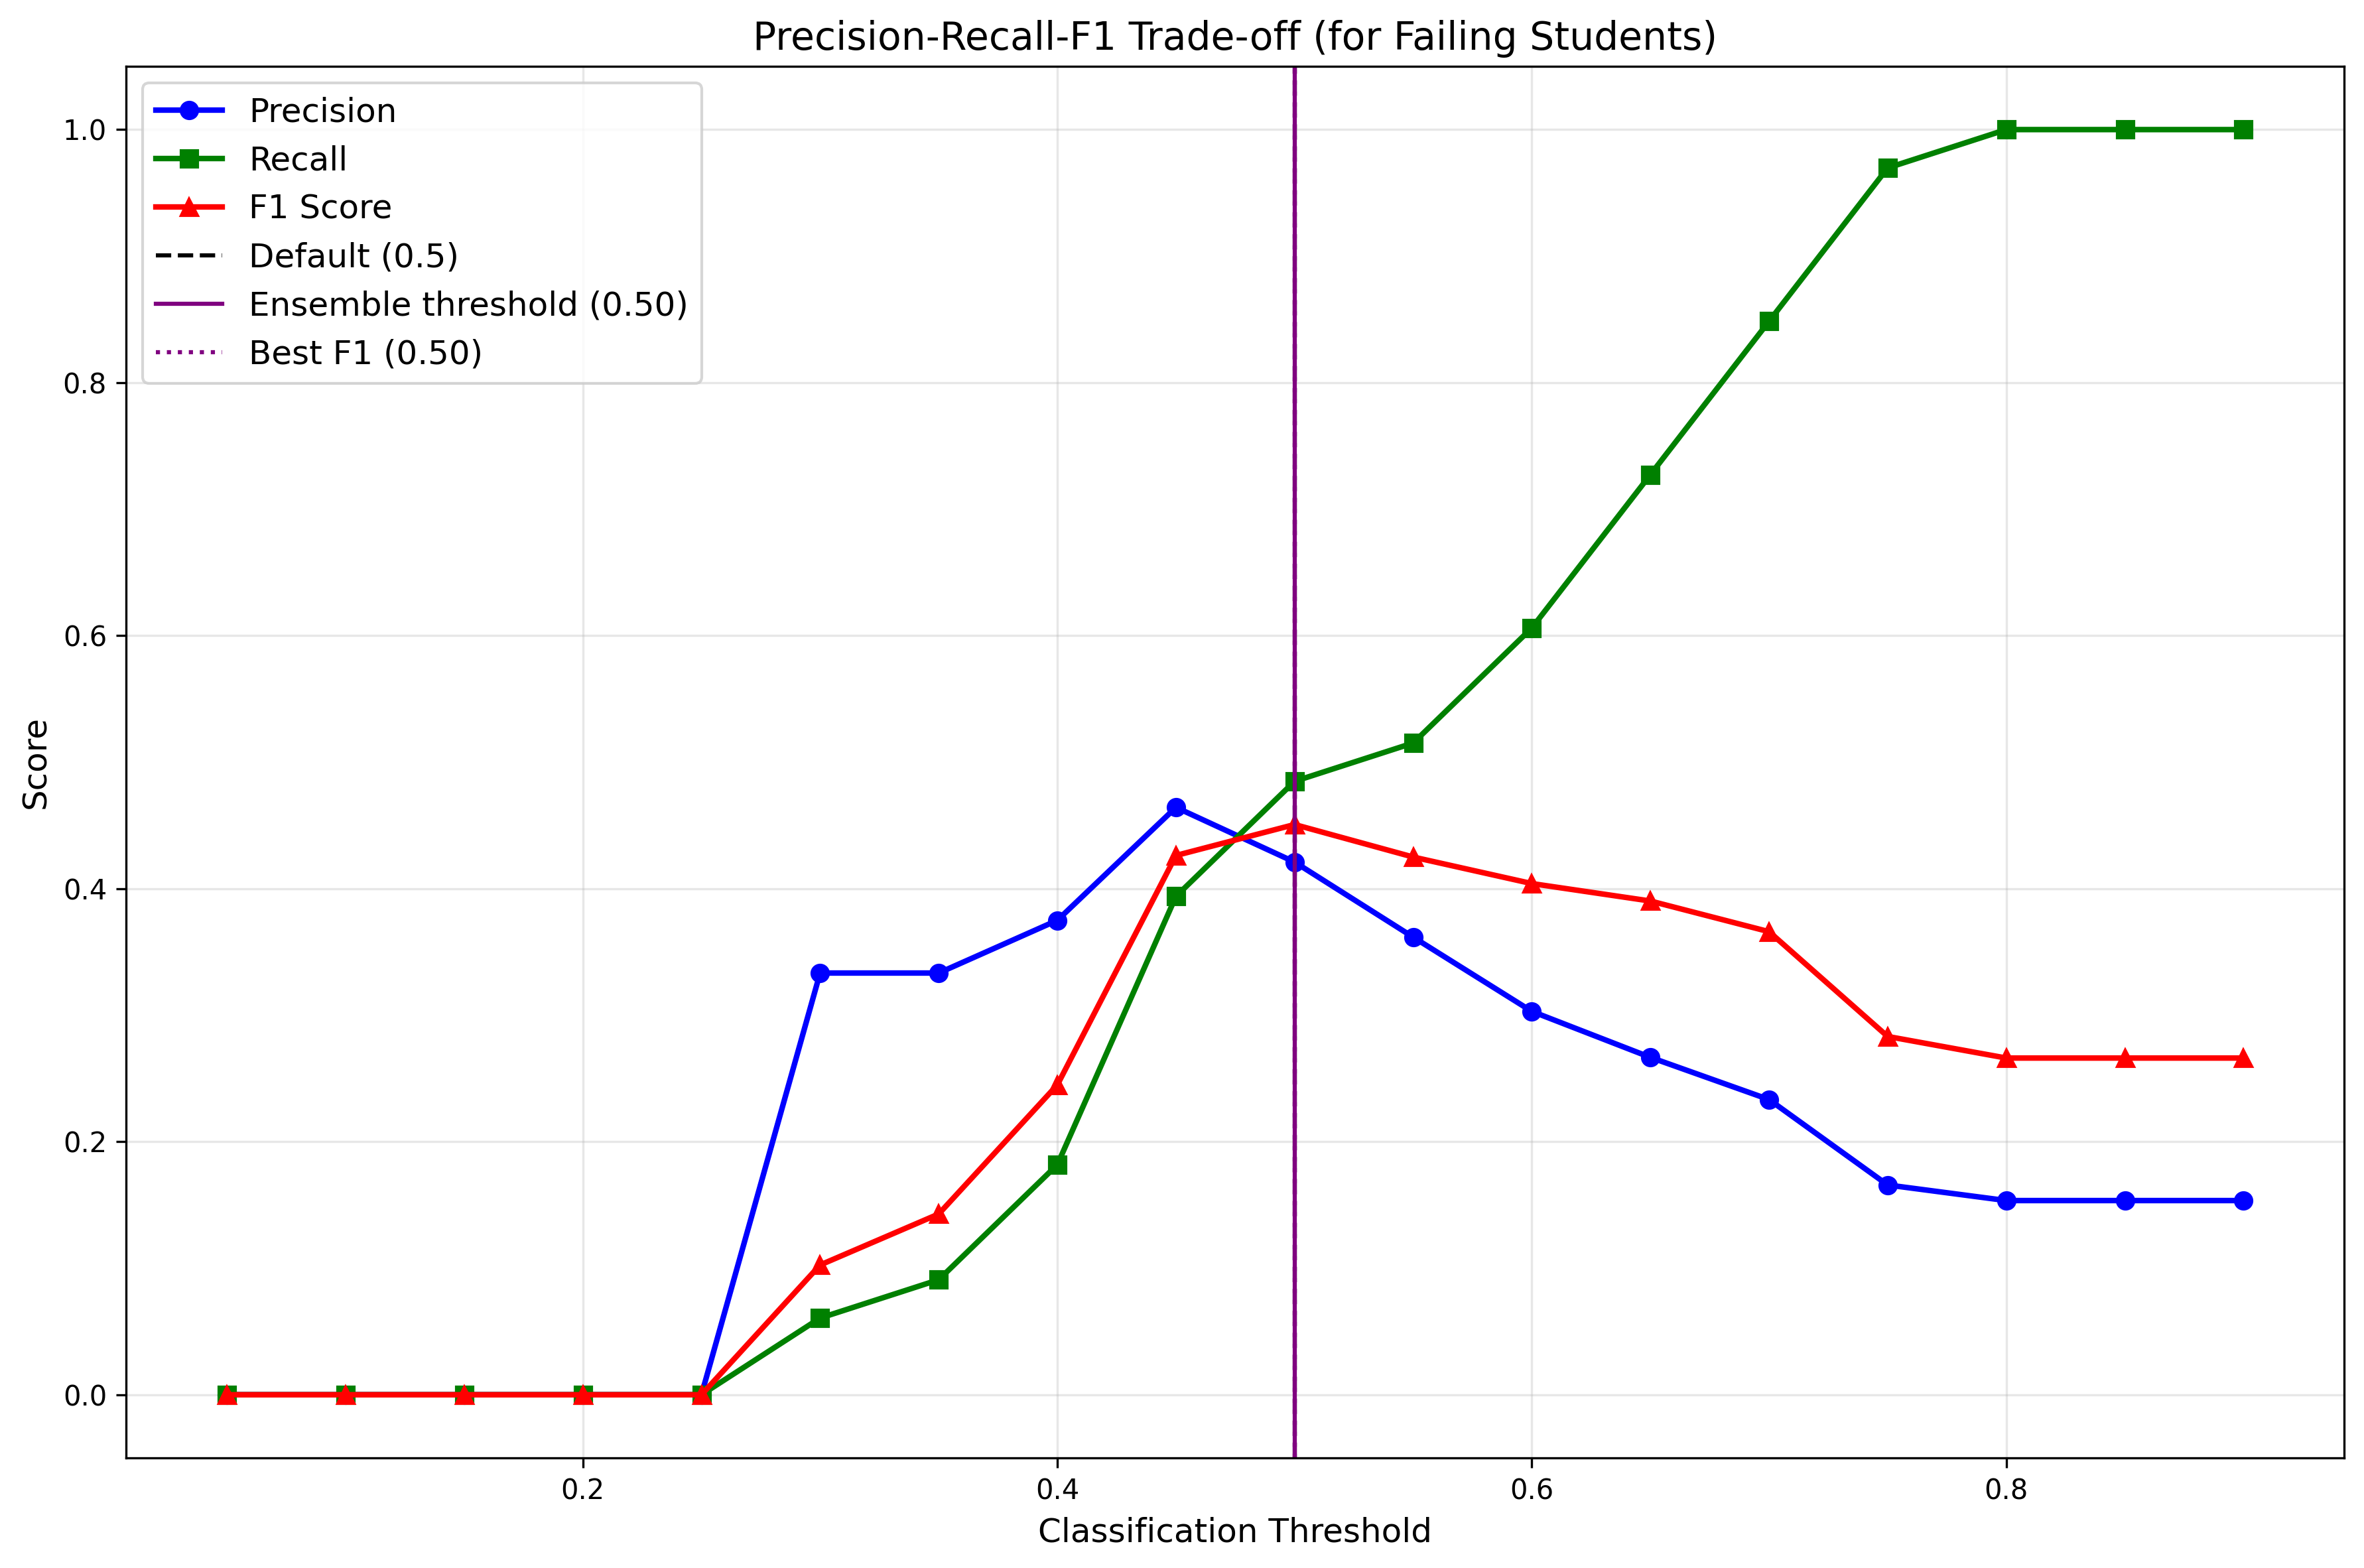 Precision-Recall-F1 Trade-off (for Failing Students)
Precision
Recall
F1 Score
Default (0.5)
Ensemble threshold (0.50)
Best F1 (0.50)
1.0
0.8
0.6
0.4
0.2
0.0
Score
0.2 0.4 0.6 0.8
Classification Threshold